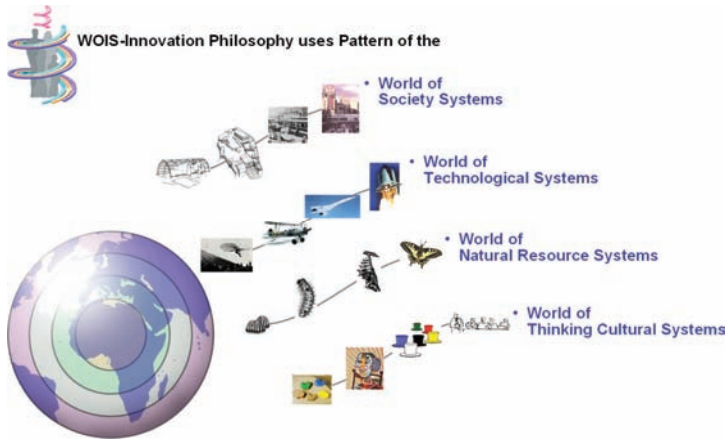 WOIS-Innovation Philosophy uses Pattern of the
• World of
Society Systems
• World of
Technological Systems
• World of
Natural Resource Systems
• World of
Thinking Cultural Systems